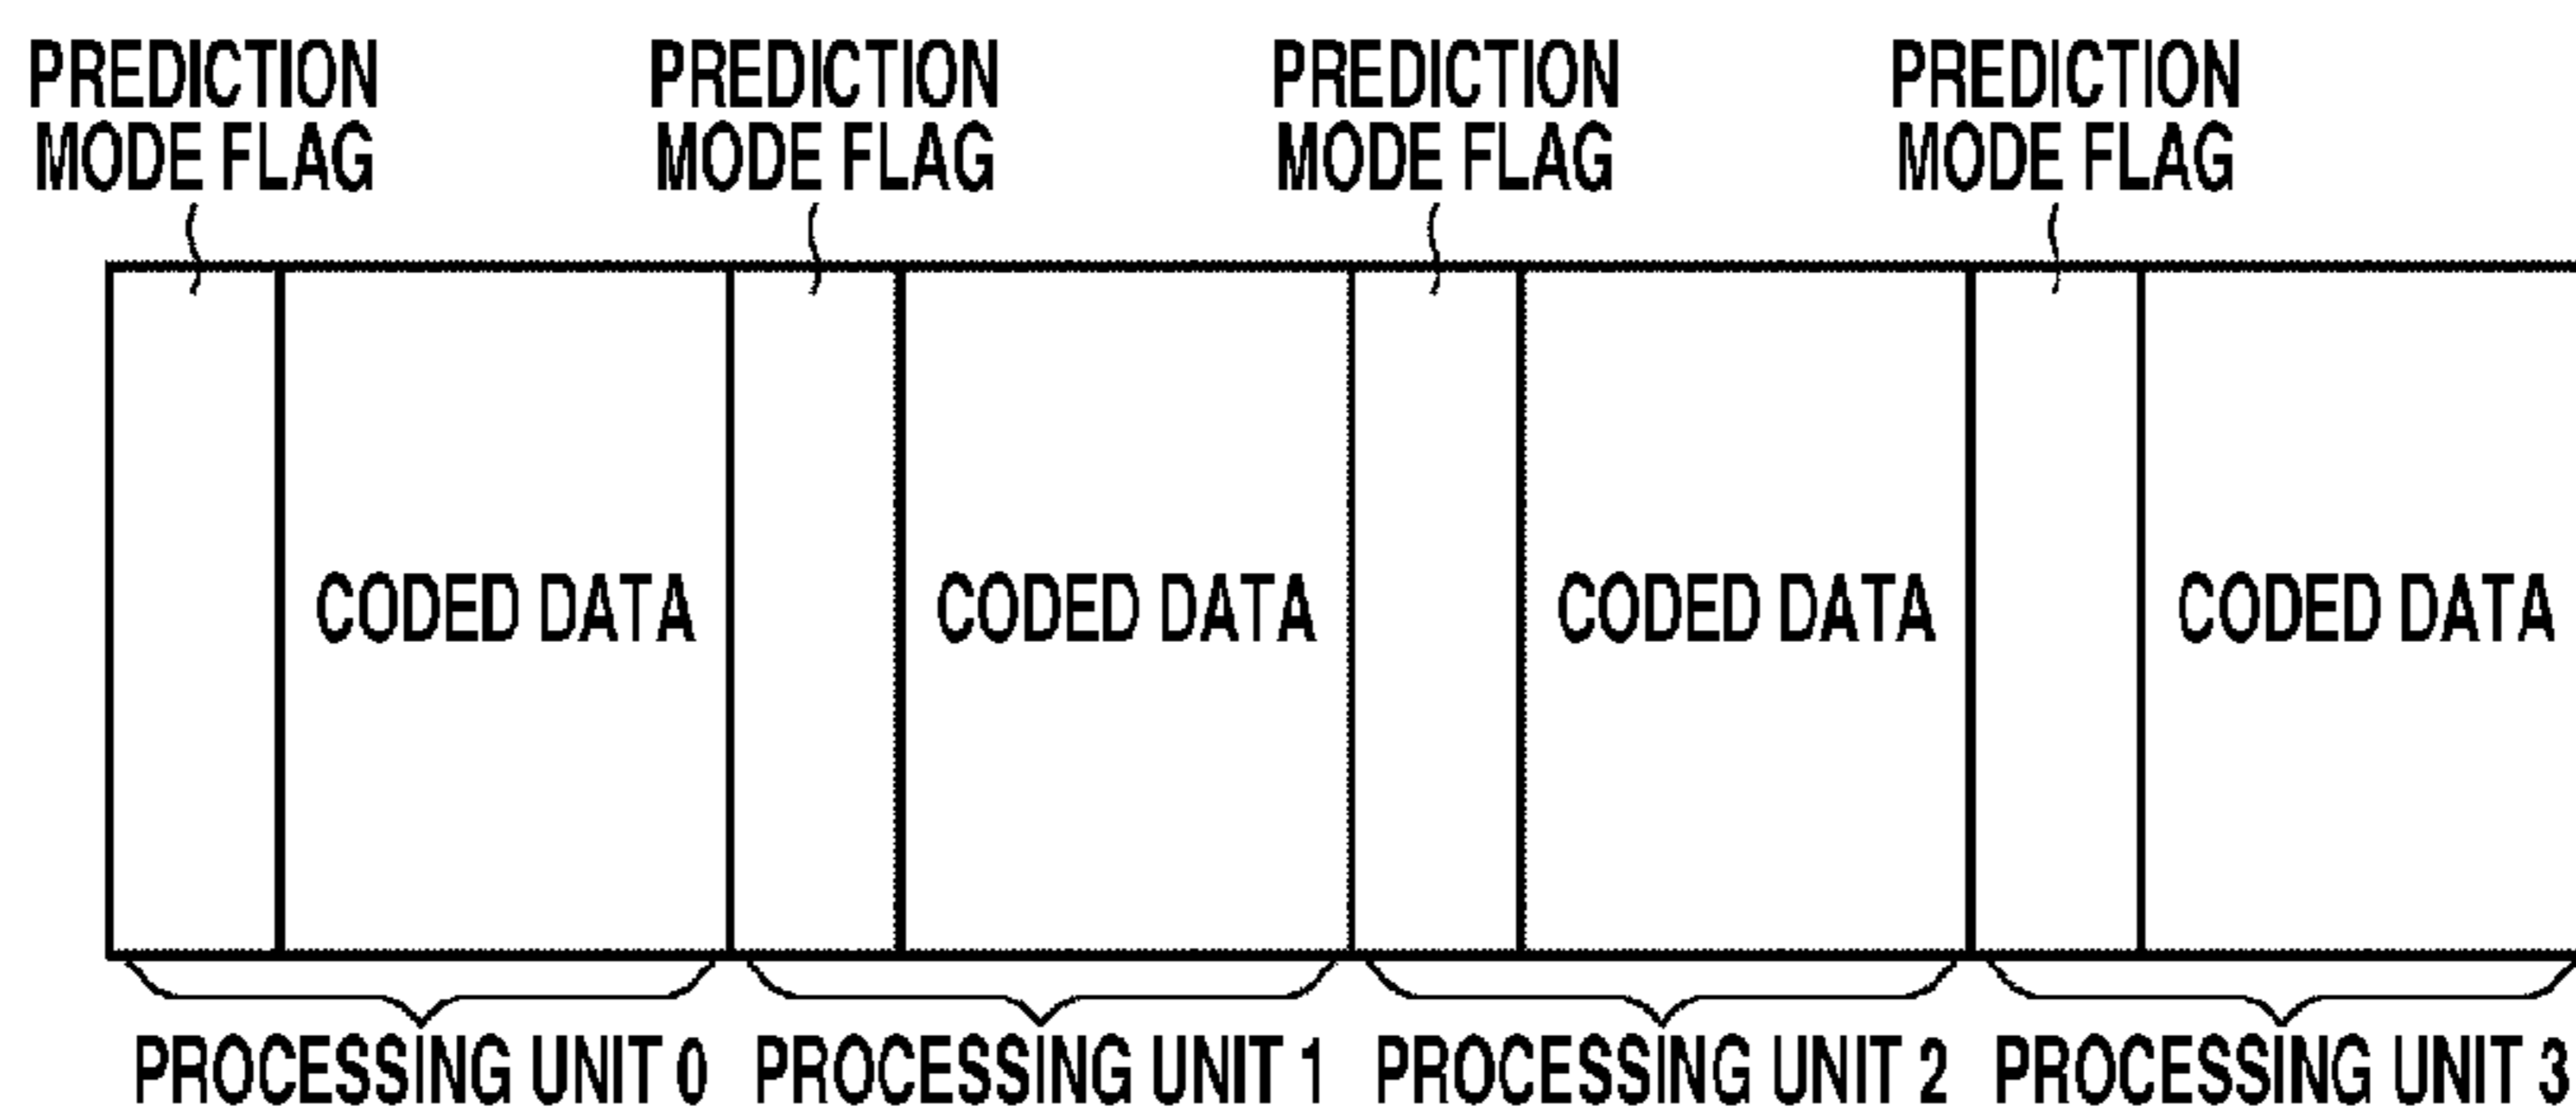 PREDICTION
MODE FLAG
PREDICTION
MODE FLAG
PREDICTION
MODE FLAG
PREDICTION
MODE FLAG
CODED DATA
CODED DATA
CODED DATA
CODED DATA
PROCESSING UNIT 0
PROCESSING UNIT 1
PROCESSING UNIT 2
PROCESSING UNIT 3